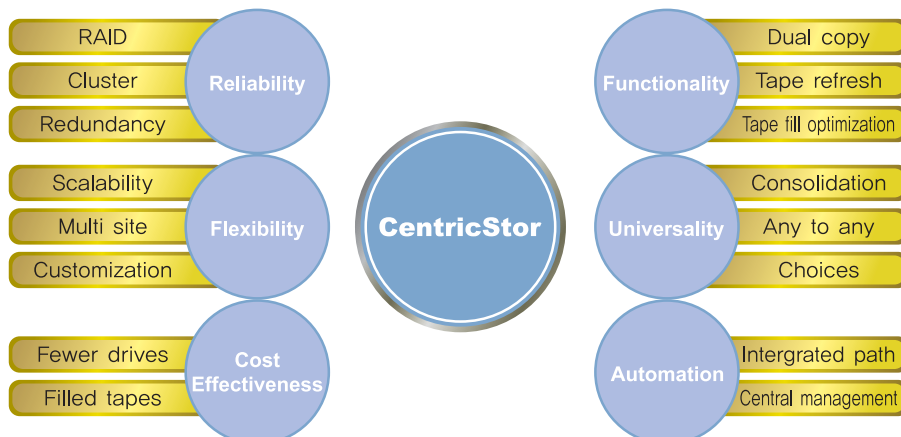 RAID
Cluster
Redundancy
Reliability
Scalability
Multi site
Customization
Flexibility
Fewer drives
Filled tapes
Cost
Effectiveness
CentricStor
Functionality
Dual copy
Tape refresh
Tape fill optimization
Universality
Consolidation
Any to any
Choices
Automation
Intergrated path
Central management